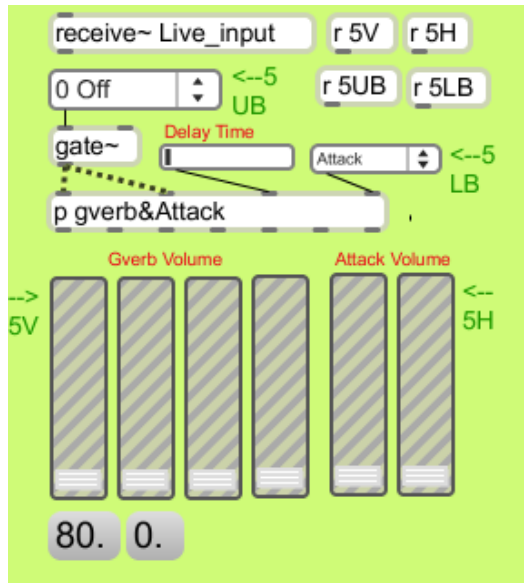 receive~ Live_input
r 5V
r 5H
0 Off
<--5
UB
r 5UB
r 5LB
gate~
Delay Time
Attack
<--5
LB
p gverb&Attack
Gverb Volume
Attack Volume
-->
5V
<--
5H
80.
0.